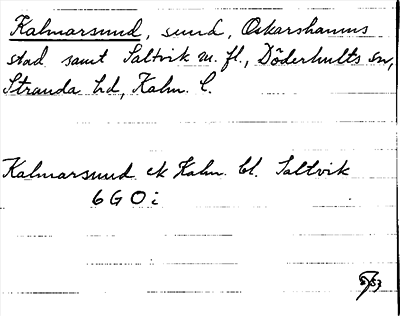 Kalmarsund, sund, Oskarshamns
stad samt Saltvik m. fl., Döderhults sn,
Stranda hd, Kalm. l.
Kalmarsund ek Kalm. bl. Saltvik
6 G O i